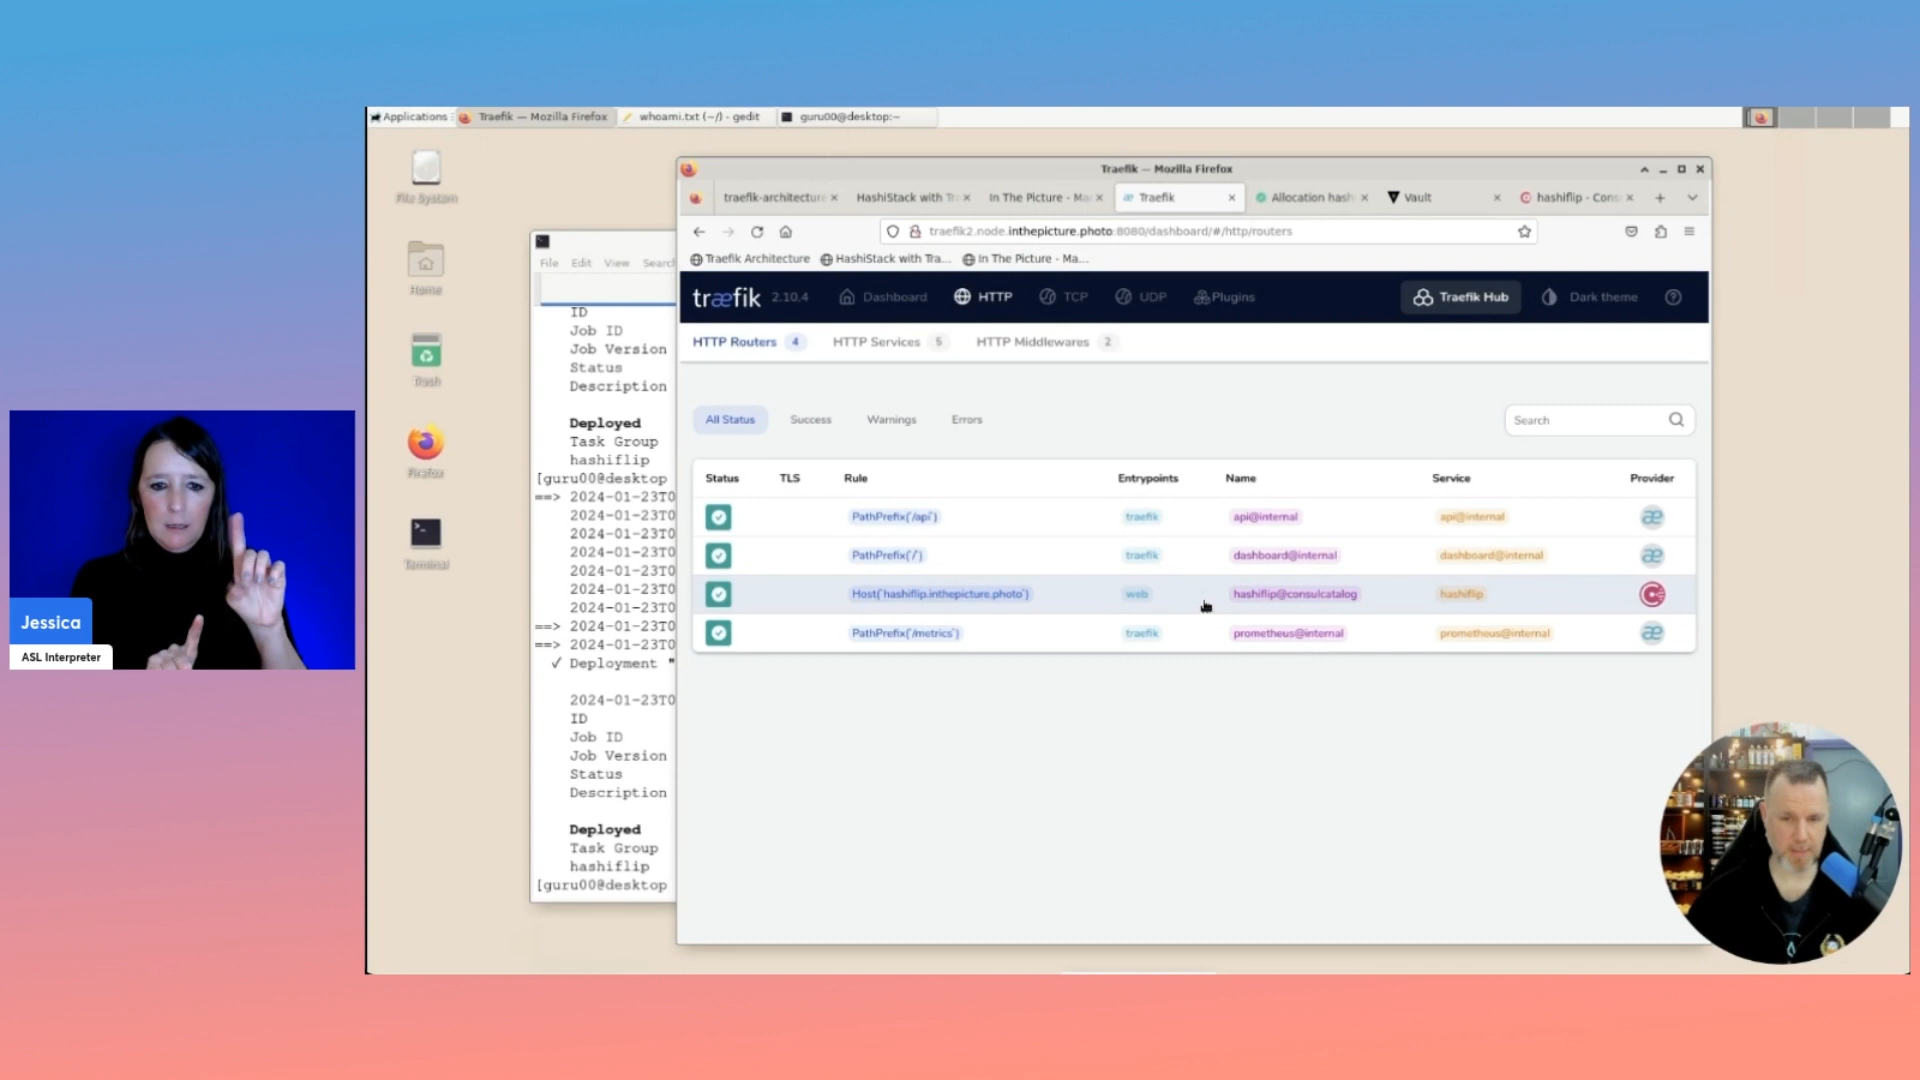 Applications
Traefik — Mozilla Firefox
whoami.txt (~/) - gedit
guru00@desktop:~
File System
Home
Trash
Firefox
Terminal
File Edit View Search
ID
Job ID
Job Version
Status
Description
Deployed
Task Group
hashiflip
[guru00@desktop
==> 2024-01-23T0
2024-01-23T0
2024-01-23T0
2024-01-23T0
2024-01-23T0
2024-01-23T0
2024-01-23T0
==> 2024-01-23T0
==> 2024-01-23T0
✓ Deployment "
2024-01-23T0
ID
Job ID
Job Version
Status
Description
Deployed
Task Group
hashiflip
[guru00@desktop
Traefik — Mozilla Firefox
traefik-architecture HashiStack with Tra In The Picture - Ma Traefik Allocation hash Vault hashiflip - Cons
traefik2.node.inthepicture.photo:8080/dashboard/#/http/routers
Traefik Architecture HashiStack with Tra... In The Picture - Ma...
træfik 2.10.4 Dashboard HTTP TCP UDP Plugins Traefik Hub Dark theme
HTTP Routers 4 HTTP Services 5 HTTP Middlewares 2
All Status Success Warnings Errors Search
Status TLS Rule Entrypoints Name Service Provider
PathPrefix(`/api`) traefik api@internal api@internal
PathPrefix(`/`) traefik dashboard@internal dashboard@internal
Host(`hashiflip.inthepicture.photo`) web hashiflip@consulcatalog hashiflip
PathPrefix(`/metrics`) traefik prometheus@internal prometheus@internal
Jessica
ASL Interpreter